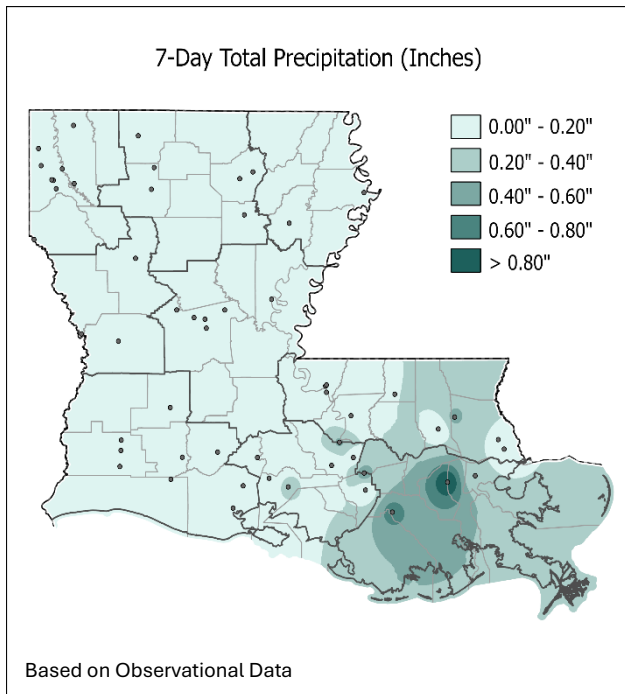 7-Day Total Precipitation (Inches)
0.00" - 0.20"
0.20" - 0.40"
0.40" - 0.60"
0.60" - 0.80"
> 0.80"
Based on Observational Data